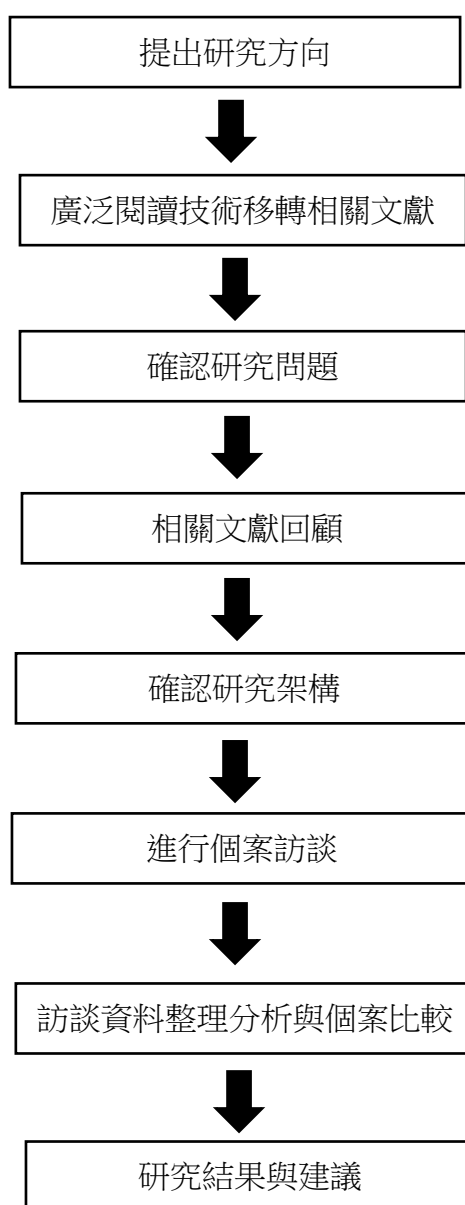 提出研究方向
廣泛閱讀技術移轉相關文獻
確認研究問題
相關文獻回顧
確認研究架構
進行個案訪談
訪談資料整理分析與個案比較
研究結果與建議